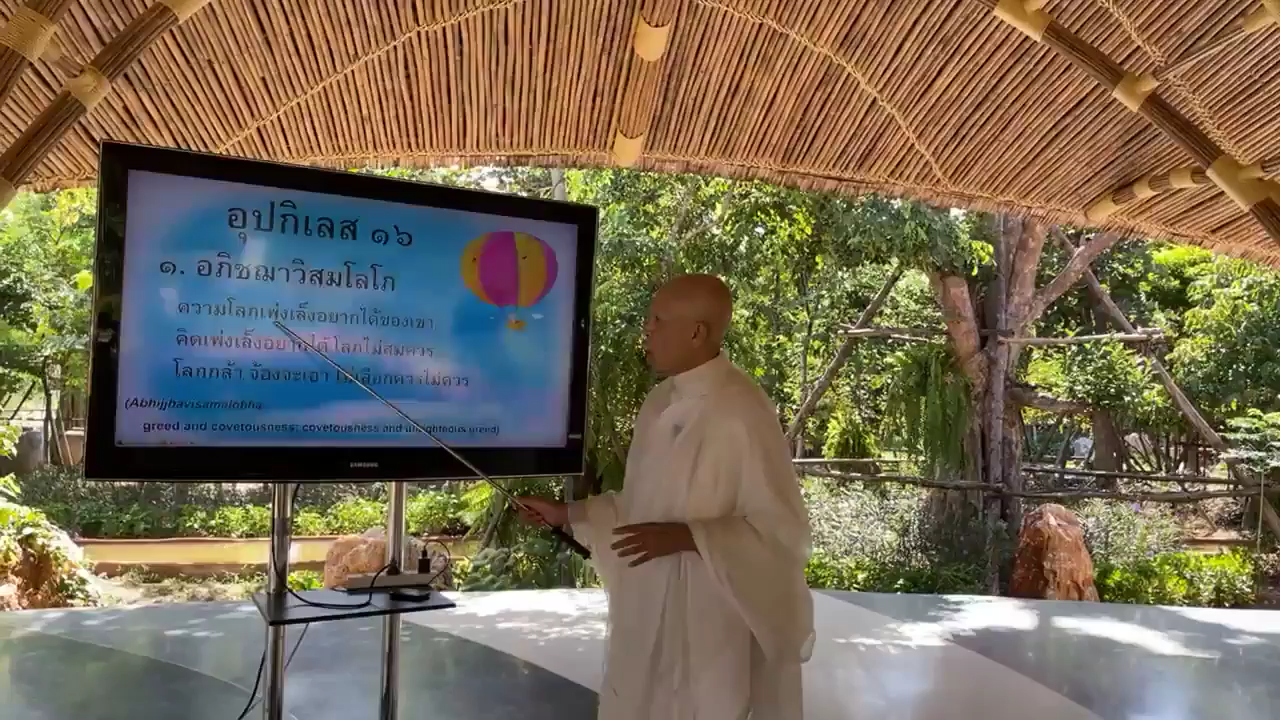 อุปกิเลส ๑๖
๑. อภิชฌาวิสมโลโภ
ความโลภเพ่งเล็งอยากได้ของเขา
คิดเพ่งเล็งอยากได้ โลภไม่สมควร
โลภกล้า จ้องจะเอา ไม่เลือกควรไม่ควร
(Abhijjhavisamalobha
greed and covetousness; covetousness and unrighteous greed)
SAMSUNG